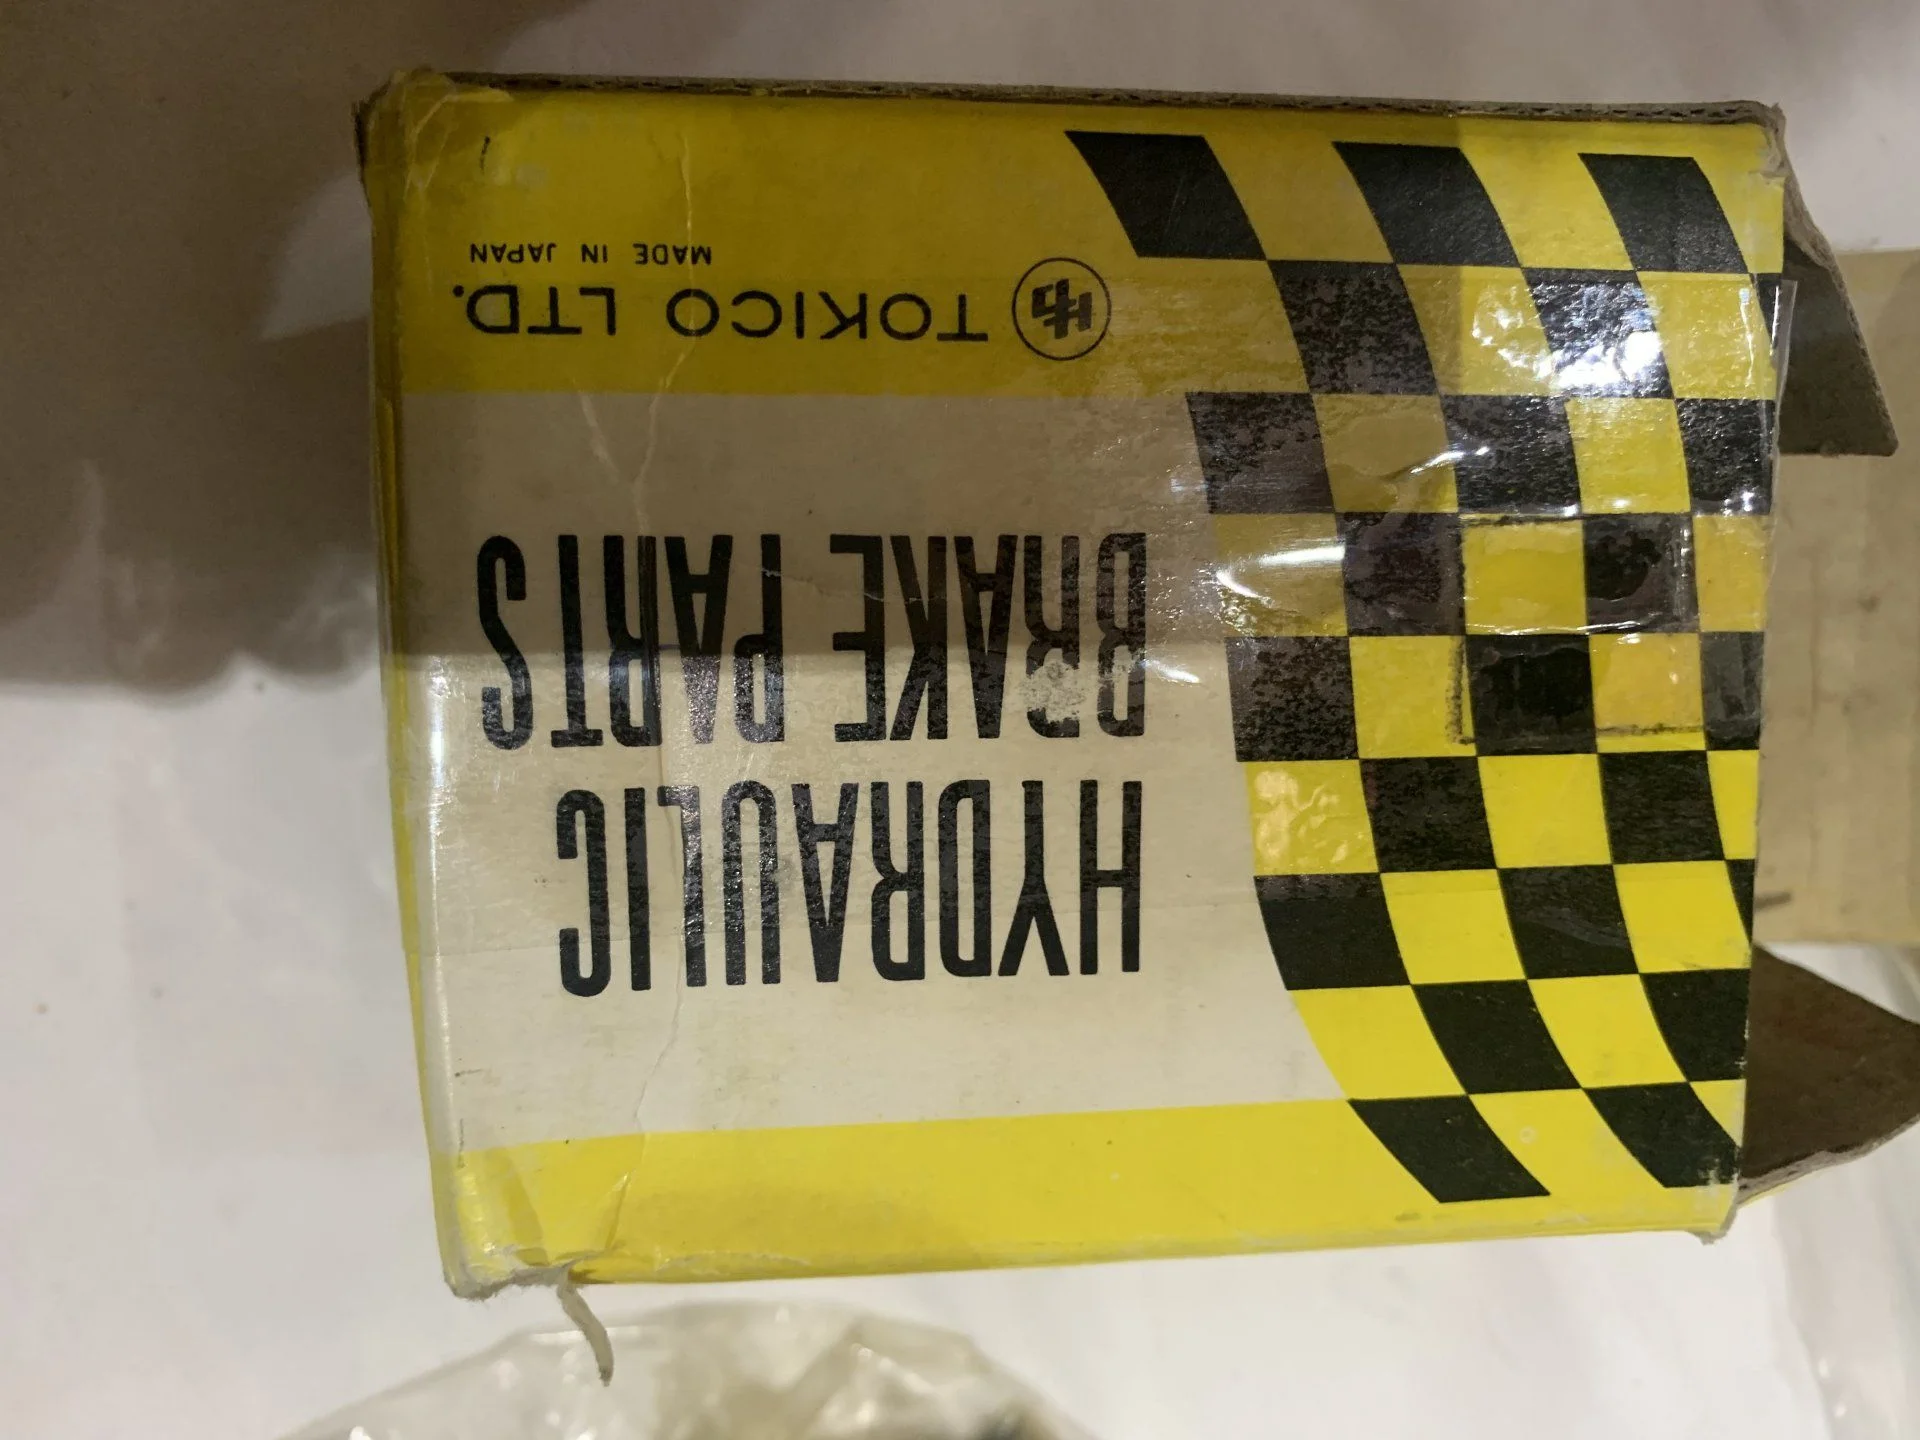 HYDRAULIC
BRAKE PARTS
TOKICO LTD.
MADE IN JAPAN